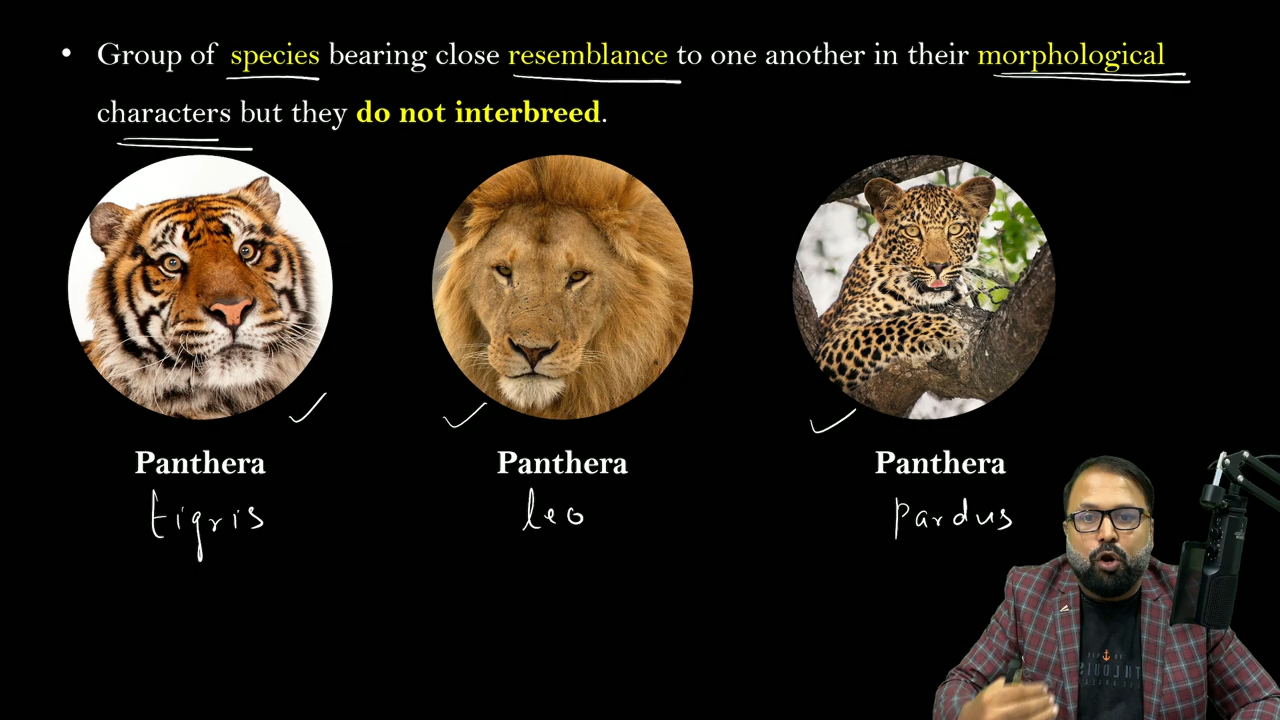 • Group of species bearing close resemblance to one another in their morphological
characters but they do not interbreed.
Panthera Panthera Panthera
tigris leo pardus